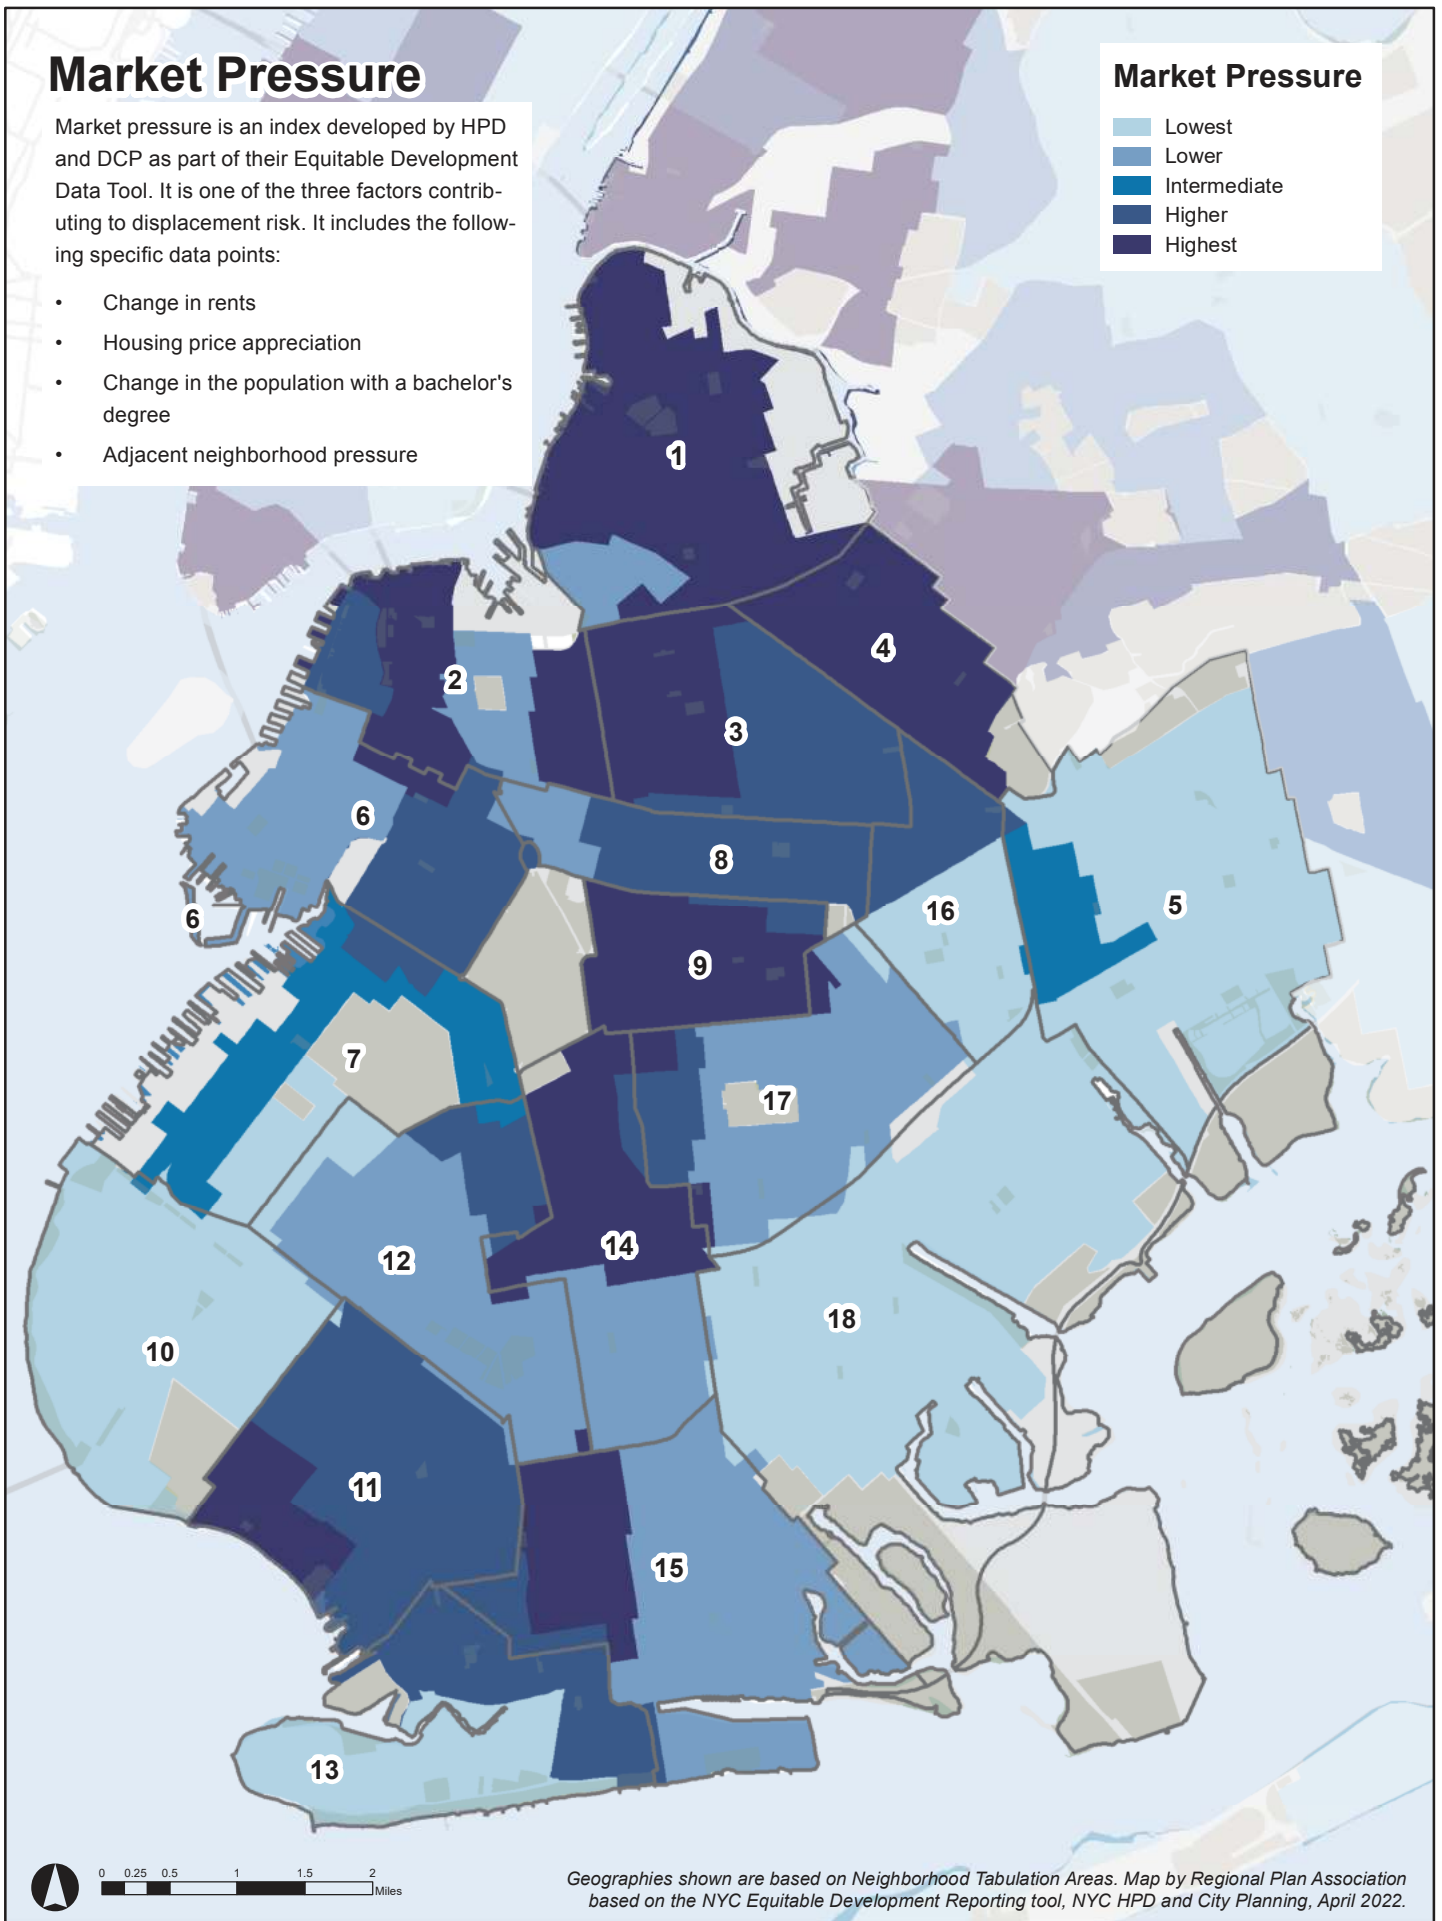 Market Pressure
Market pressure is an index developed by HPD
and DCP as part of their Equitable Development
Data Tool. It is one of the three factors contrib-
uting to displacement risk. It includes the follow-
ing specific data points:
• Change in rents
• Housing price appreciation
• Change in the population with a bachelor's
degree
• Adjacent neighborhood pressure
Market Pressure
Lowest
Lower
Intermediate
Higher
Highest
1
4
2
3
6
8
5
16
6
9
7
17
14
12
18
10
11
15
13
0 0.25 0.5 1 1.5 2
Miles
Geographies shown are based on Neighborhood Tabulation Areas. Map by Regional Plan Association
based on the NYC Equitable Development Reporting tool, NYC HPD and City Planning, April 2022.